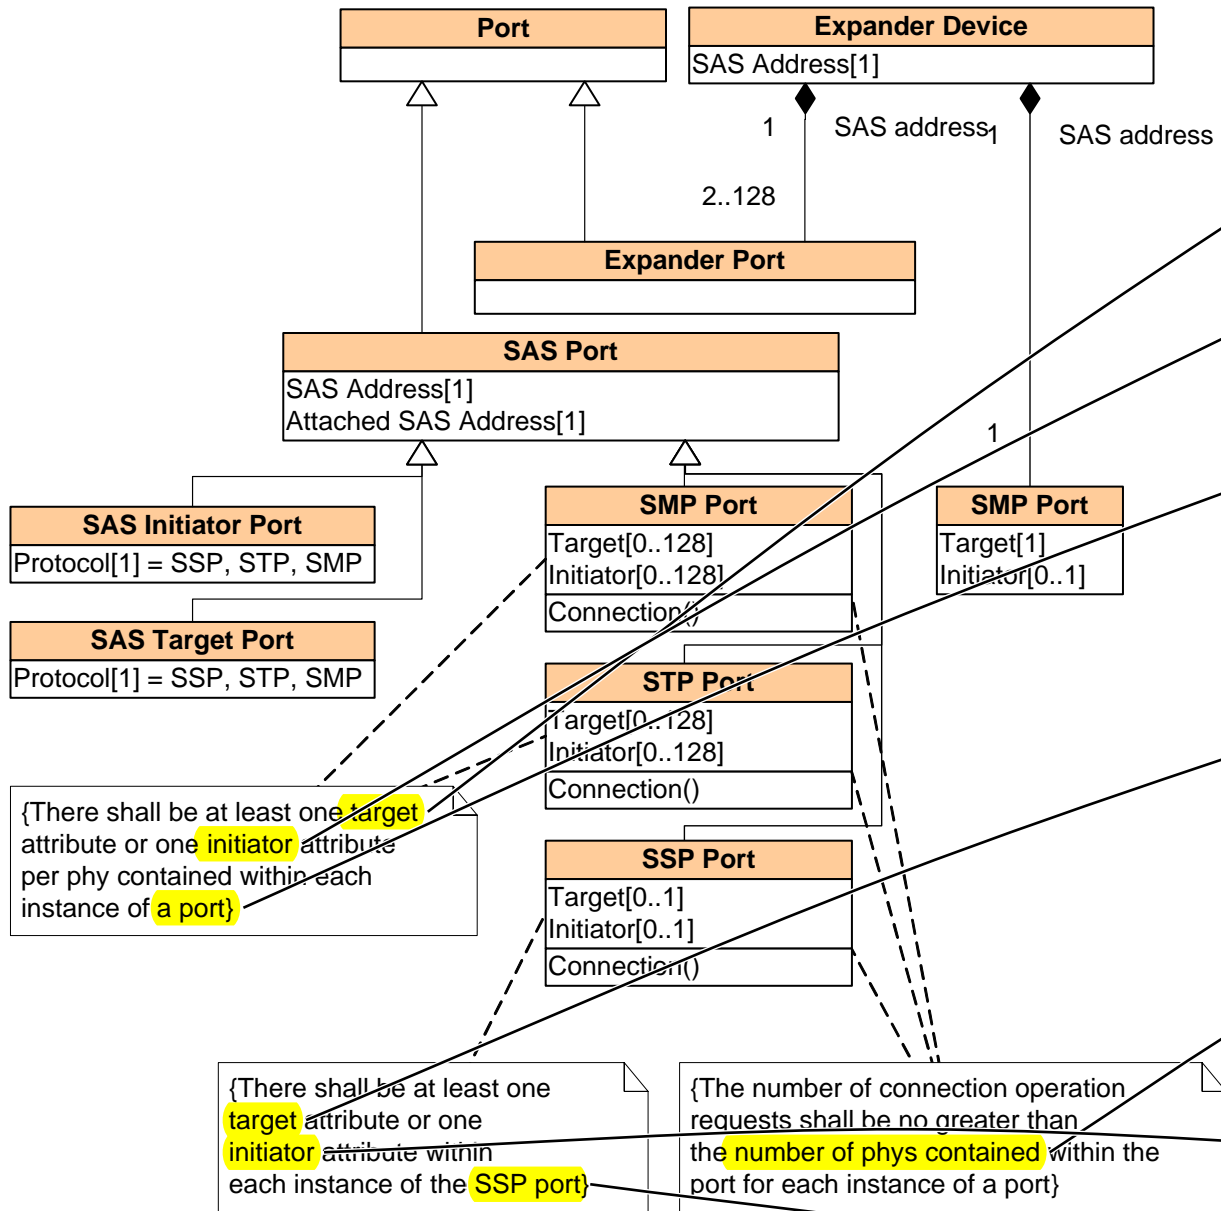 Port
Expander Device
SAS Address[1]
1
SAS address
1
SAS address
2..128
Expander Port
SAS Port
SAS Address[1]
Attached SAS Address[1]
1
SAS Initiator Port
Protocol[1] = SSP, STP, SMP
SMP Port
Target[0..128]
Initiator[0..128]
Connection()
SMP Port
Target[1]
Initiator[0..1]
SAS Target Port
Protocol[1] = SSP, STP, SMP
STP Port
Target[0..128]
Initiator[0..128]
Connection()
{There shall be at least one target
attribute or one initiator attribute
per phy contained within each
instance of a port}
SSP Port
Target[0..1]
Initiator[0..1]
Connection()
{There shall be at least one
target attribute or one
initiator attribute within
each instance of the SSP port}
{The number of connection operation
requests shall be no greater than
the number of phys contained within the
port for each instance of a port}